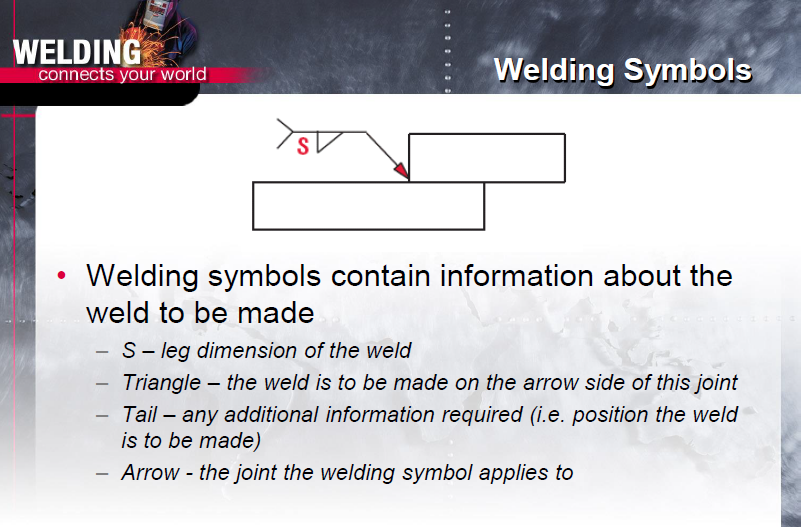 WELDING
connects your world
Welding Symbols
S
• Welding symbols contain information about the
weld to be made
– S – leg dimension of the weld
– Triangle – the weld is to be made on the arrow side of this joint
– Tail – any additional information required (i.e. position the weld
is to be made)
– Arrow - the joint the welding symbol applies to